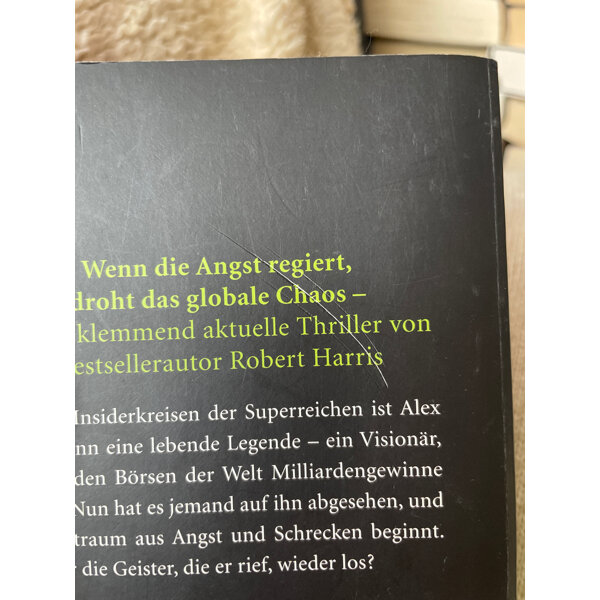 Wenn die Angst regiert,
droht das globale Chaos –
klemmend aktuelle Thriller von
estsellerautor Robert Harris
Insiderkreisen der Superreichen ist Alex
nn eine lebende Legende – ein Visionär,
den Börsen der Welt Milliardengewinne
Nun hat es jemand auf ihn abgesehen, und
traum aus Angst und Schrecken beginnt.
die Geister, die er rief, wieder los?